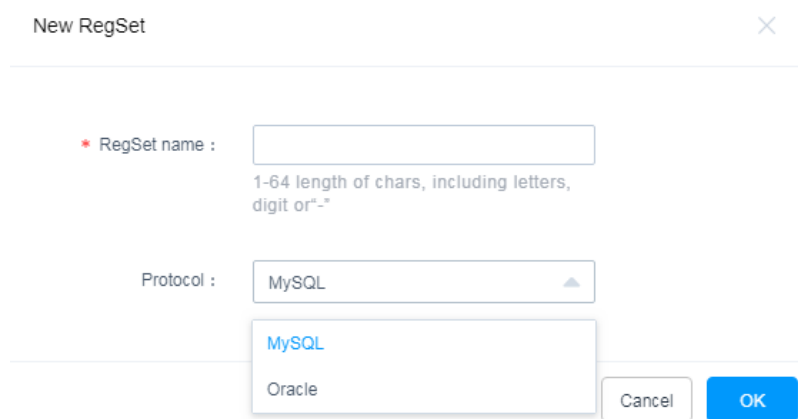 New RegSet
* RegSet name :
1-64 length of chars, including letters,
digit or“-”
Protocol :
MySQL
MySQL
Oracle
Cancel
OK